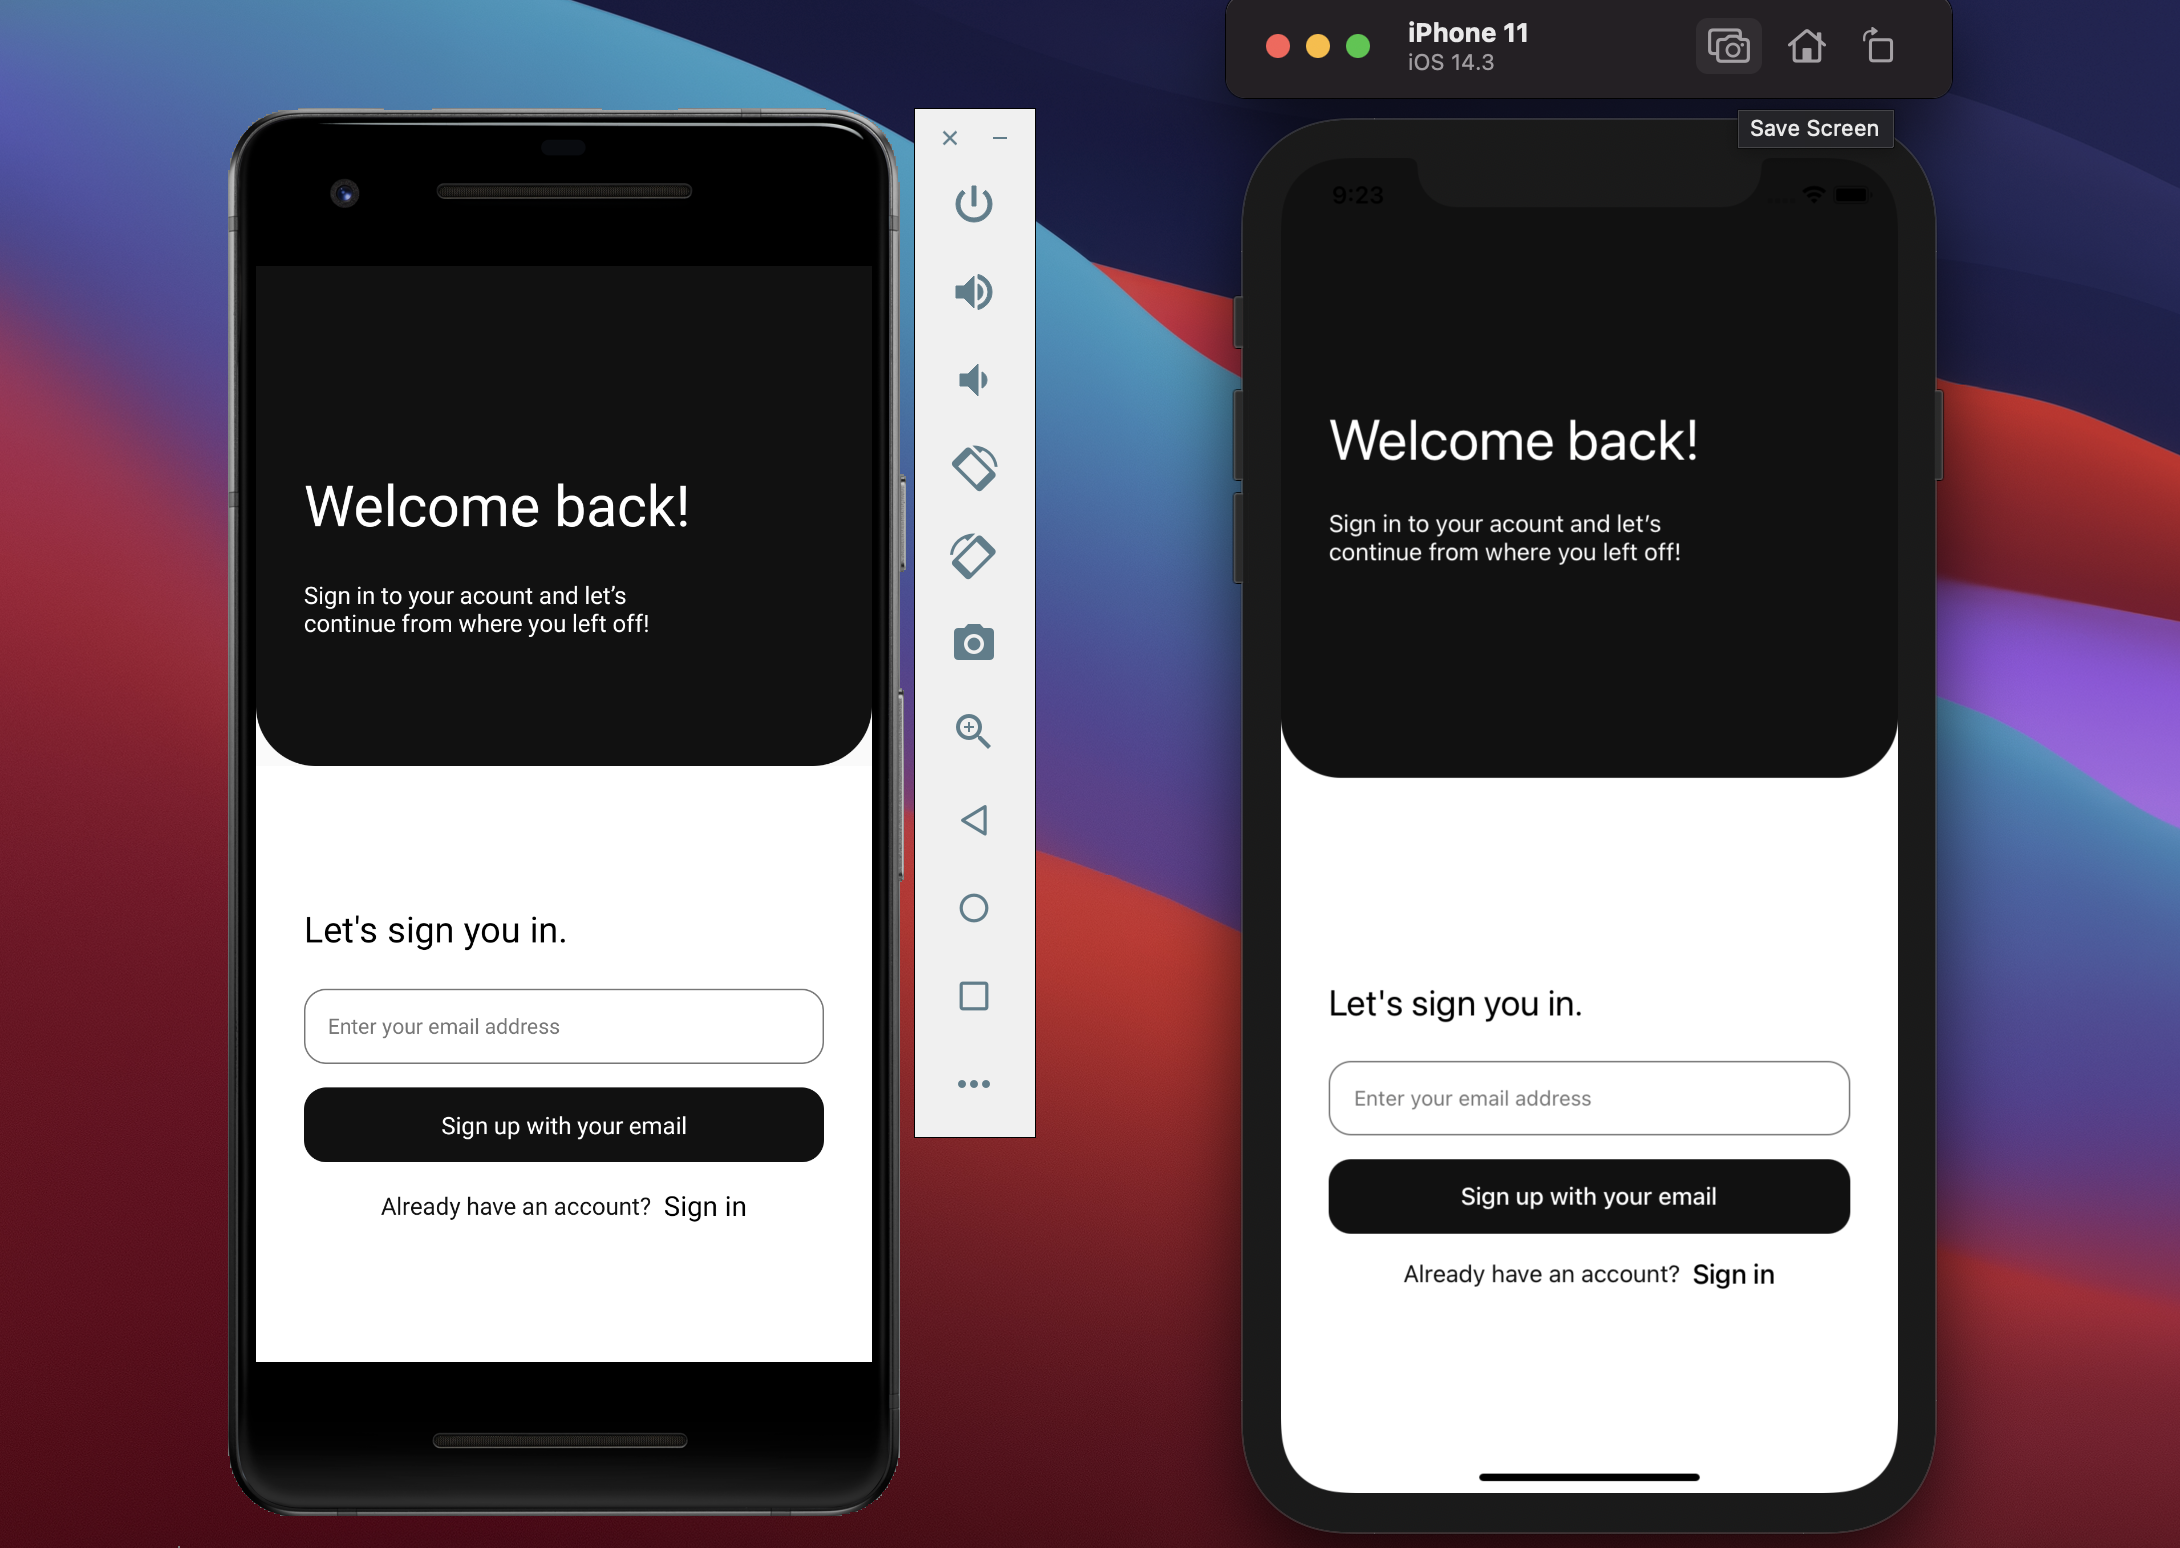 Welcome back!
Sign in to your acount and let’s
continue from where you left off!
Let's sign you in.
Enter your email address
Sign up with your email
Already have an account? Sign in
iPhone 11
iOS 14.3
Save Screen
9:23
Welcome back!
Sign in to your acount and let’s
continue from where you left off!
Let's sign you in.
Enter your email address
Sign up with your email
Already have an account? Sign in